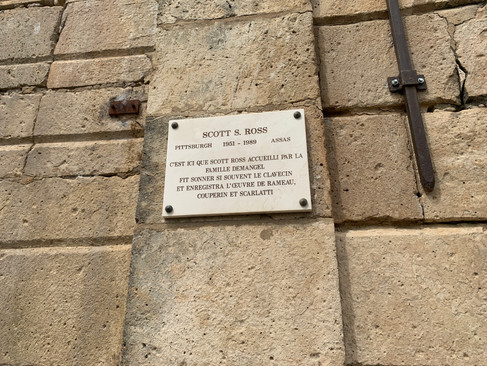 SCOTT S. ROSS
PITTSBURGH 1951 - 1989 ASSAS
C'EST ICI QUE SCOTT ROSS ACCUEILLI PAR LA
FAMILLE DEMANGEL
FIT SONNER SI SOUVENT LE CLAVECIN
ET ENREGISTRA L'ŒUVRE DE RAMEAU,
COUPERIN ET SCARLATTI